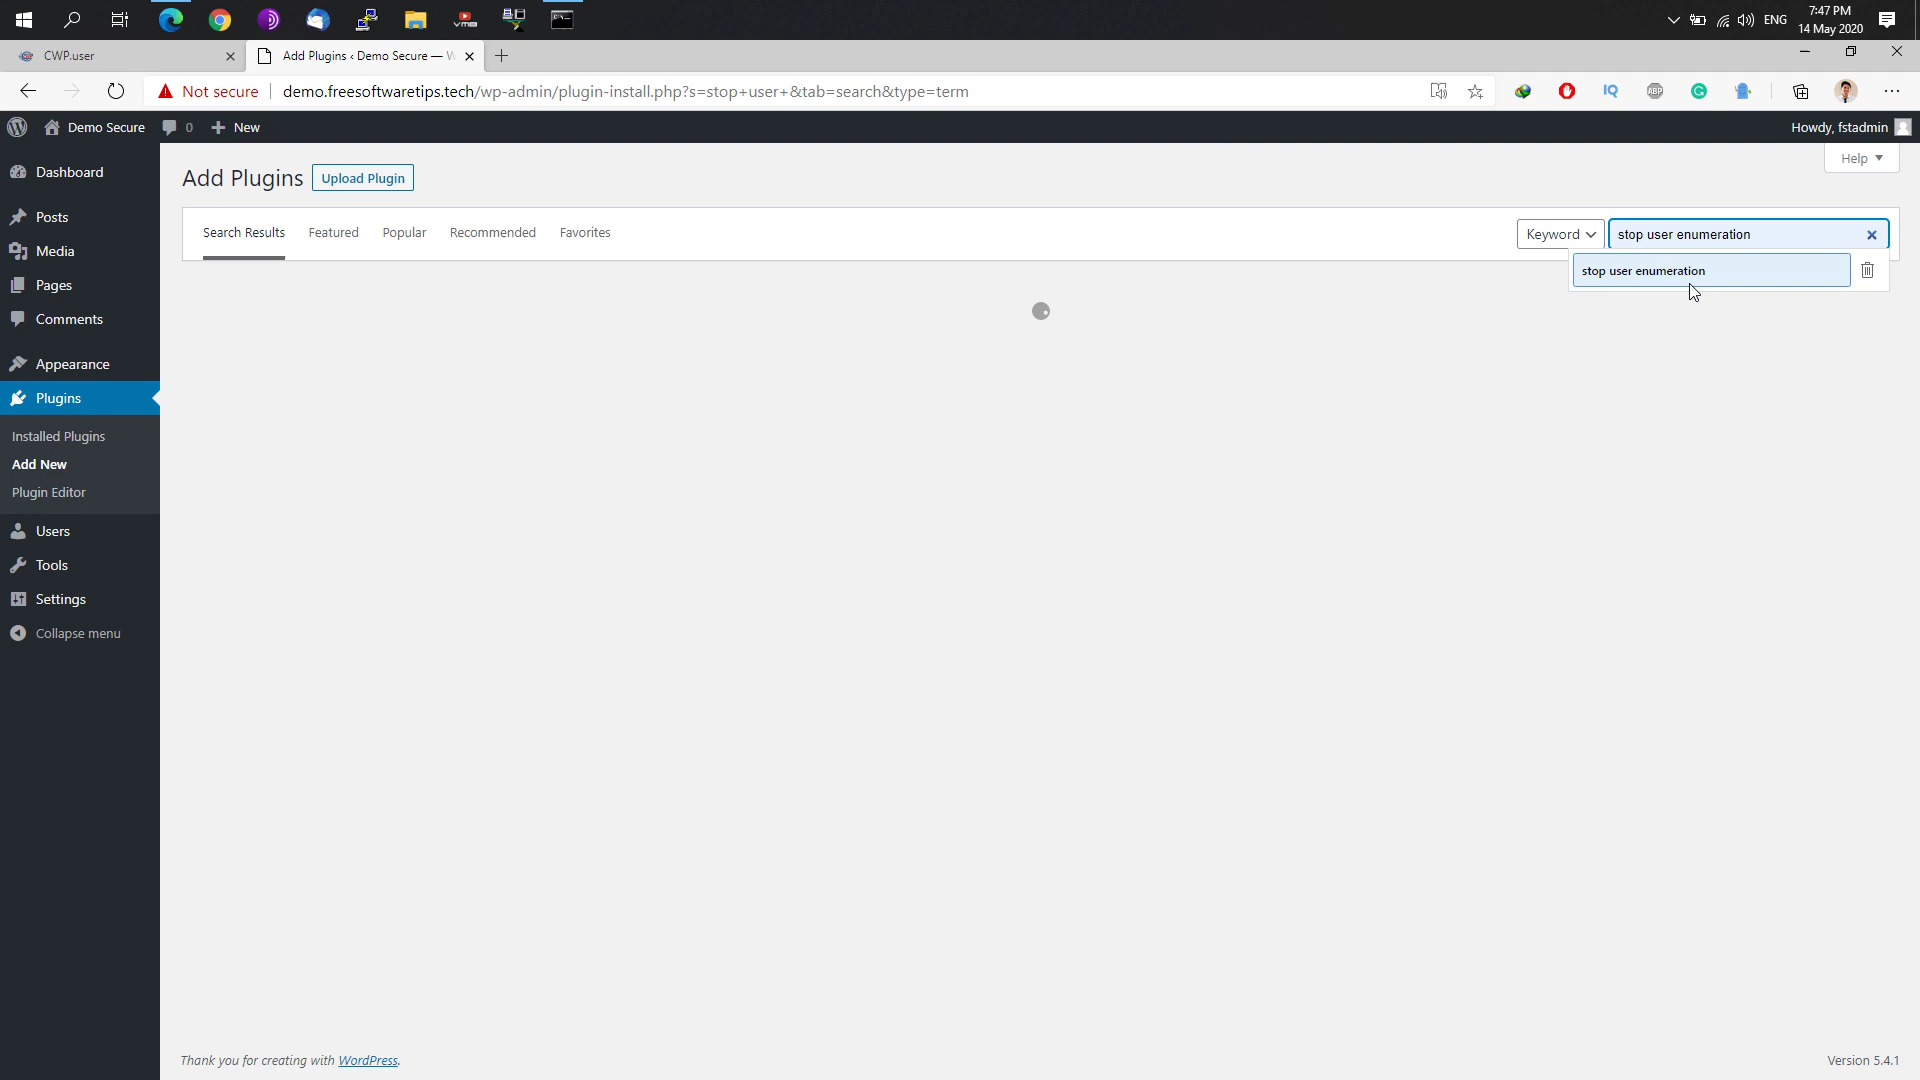 ENG
7:47 PM
14 May 2020
CWP.user
Add Plugins ‹ Demo Secure — W
Not secure
demo.freesoftwaretips.tech/wp-admin/plugin-install.php?s=stop+user+&tab=search&type=term
IQ
ABP
Demo Secure
0
New
Howdy, fstadmin
Dashboard
Posts
Media
Pages
Comments
Appearance
Plugins
Installed Plugins
Add New
Plugin Editor
Users
Tools
Settings
Collapse menu
Help
Add Plugins
Upload Plugin
Search Results
Featured
Popular
Recommended
Favorites
Keyword
stop user enumeration
stop user enumeration
Thank you for creating with WordPress.
Version 5.4.1